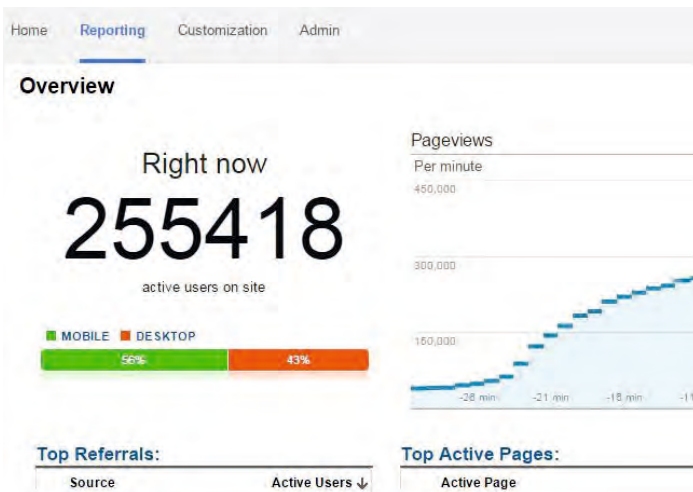 Home Reporting Customization Admin
Overview
Right now
255418
active users on site
MOBILE DESKTOP
56% 43%
Pageviews
Per minute
450,000
300,000
150,000
-26 min -21 min -16 min -11
Top Referrals:
Source Active Users
Top Active Pages:
Active Page